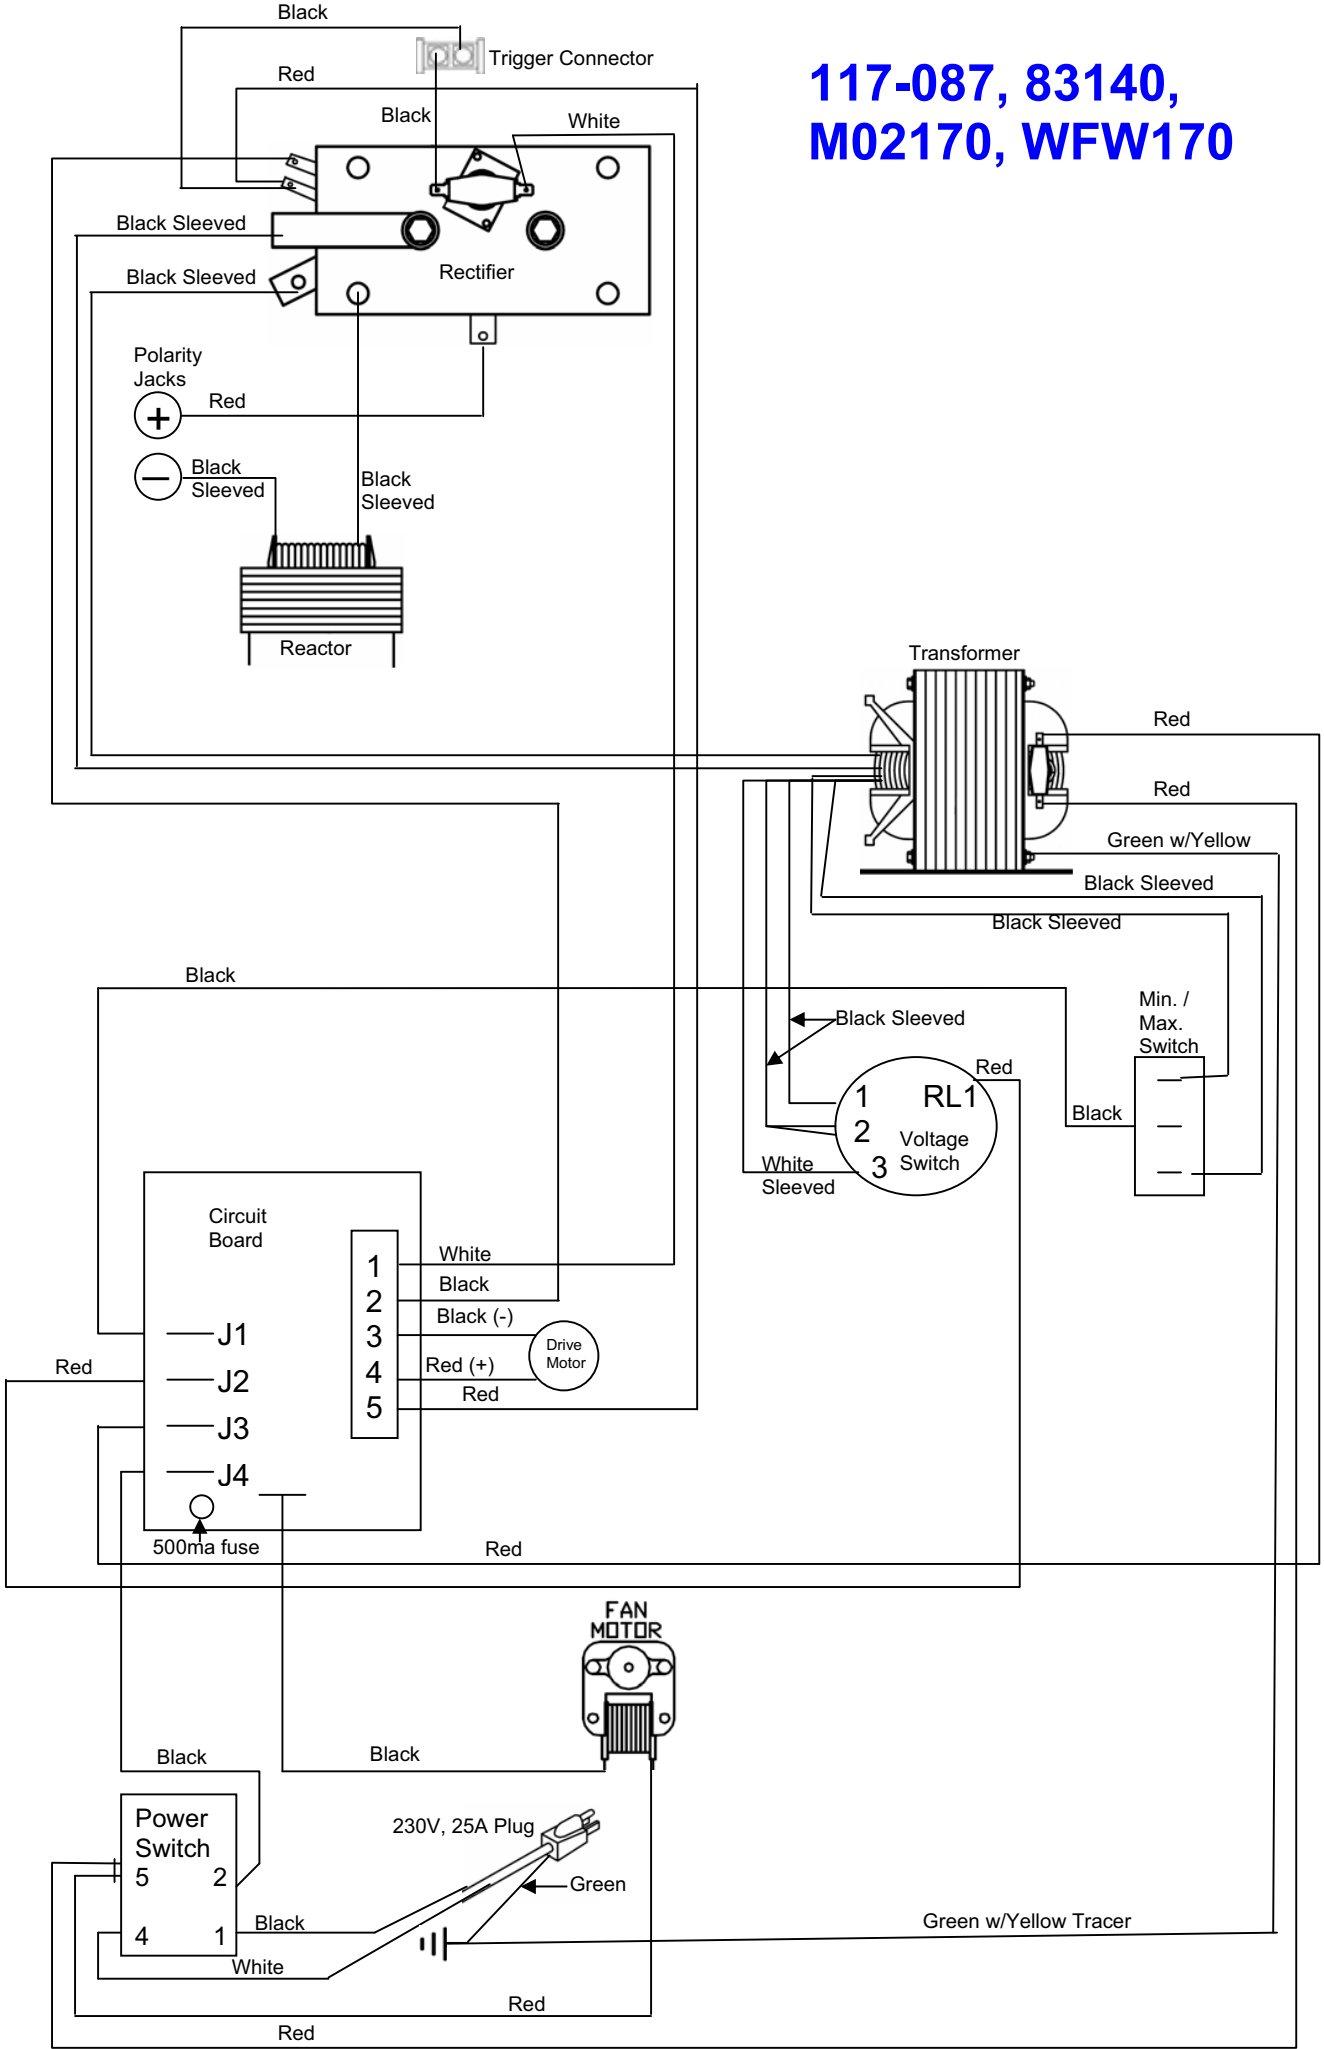 Black
Trigger Connector
117-087, 83140,
M02170, WFW170
Red
Black
White
Black Sleeved
Black Sleeved
Rectifier
Polarity
Jacks
+
Red
−
Black
Sleeved
Black
Sleeved
Reactor
Transformer
Red
Red
Green w/Yellow
Black Sleeved
Black Sleeved
Black
Min. /
Max.
Switch
Black Sleeved
Red
1
RL1
Black
2
Voltage
Switch
3
White
Sleeved
Circuit
Board
1
White
2
Black
3
Black (-)
Drive
Motor
4
Red (+)
5
Red
J1
Red
J2
J3
J4
500ma fuse
Red
FAN
MOTOR
Black
Black
Power
Switch
5
2
4
1
230V, 25A Plug
Green
Black
White
Green w/Yellow Tracer
Red
Red